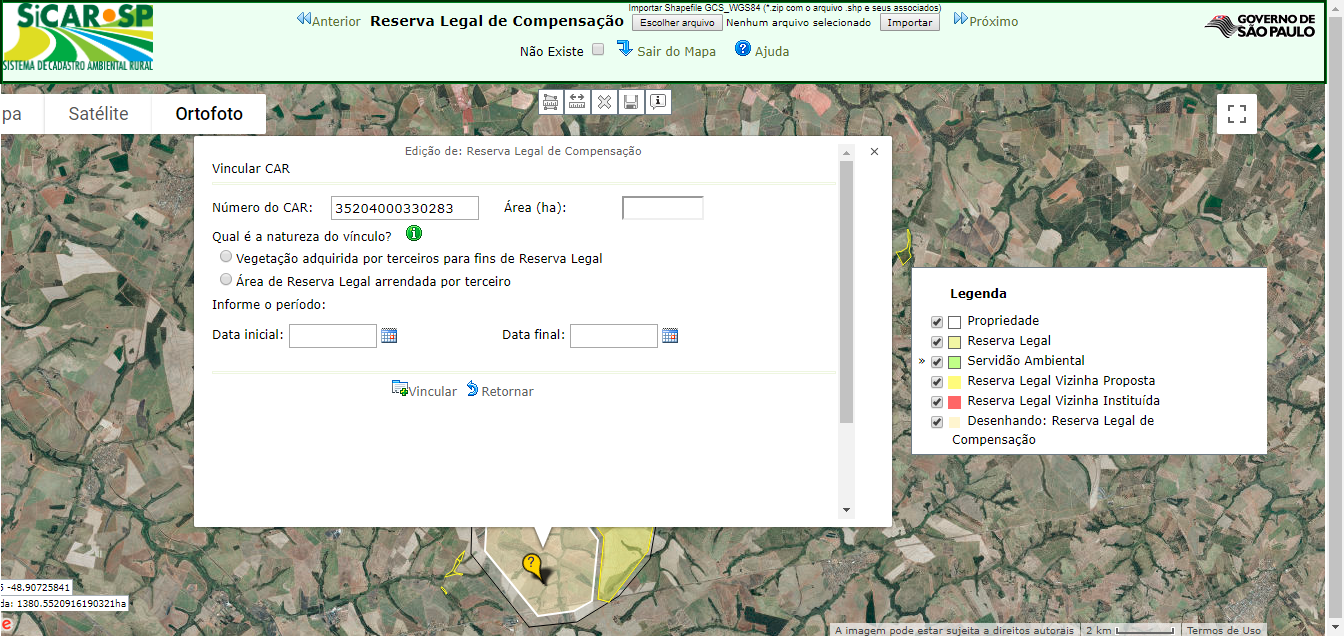 SiCAR·SP
SISTEMA DE CADASTRO AMBIENTAL RURAL
Anterior
Reserva Legal de Compensação
Importar Shapefile GCS_WGS84 (*.zip com o arquivo .shp e seus associados)
Escolher arquivo Nenhum arquivo selecionado Importar
Próximo
Não Existe Sair do Mapa ? Ajuda
GOVERNO DE
SÃO PAULO
pa Satélite Ortofoto
Edição de: Reserva Legal de Compensação
Vincular CAR
Número do CAR: 35204000330283 Área (ha):
Qual é a natureza do vínculo?
Vegetação adquirida por terceiros para fins de Reserva Legal
Área de Reserva Legal arrendada por terceiro
Informe o período:
Data inicial: Data final:
Vincular Retornar
Legenda
Propriedade
Reserva Legal
» Servidão Ambiental
Reserva Legal Vizinha Proposta
Reserva Legal Vizinha Instituída
Desenhando: Reserva Legal de
Compensação
?
-48.90725841
da: 1380.5520916190321ha
e
A imagem pode estar sujeita a direitos autorais 2 km Termos de Uso